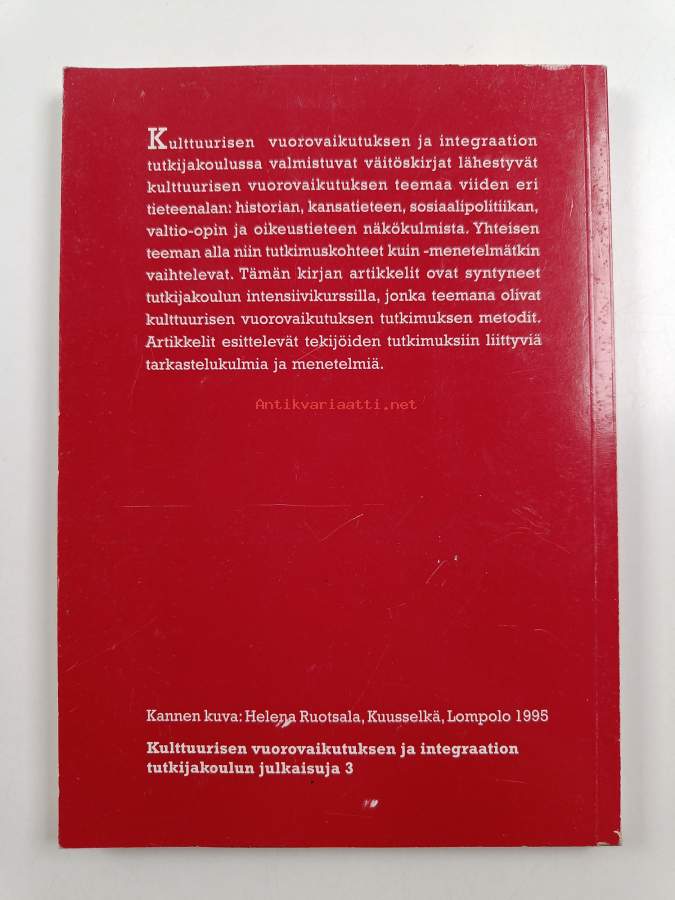 Kulttuurisen vuorovaikutuksen ja integraation
tutkijakoulussa valmistuvat väitöskirjat lähestyvät
kulttuurisen vuorovaikutuksen teemaa viiden eri
tieteenalan: historian, kansatieteen, sosiaalipolitiikan,
valtio-opin ja oikeustieteen näkökulmista. Yhteisen
teeman alla niin tutkimuskohteet kuin -menetelmätkin
vaihtelevat. Tämän kirjan artikkelit ovat syntyneet
tutkijakoulun intensiivikurssilla, jonka teemana olivat
kulttuurisen vuorovaikutuksen tutkimuksen metodit.
Artikkelit esittelevät tekijöiden tutkimuksiin liittyviä
tarkastelukulmia ja menetelmiä.
Antikvariaatti.net
Kannen kuva: Helena Ruotsala, Kuusselkä, Lompolo 1995
Kulttuurisen vuorovaikutuksen ja integraation
tutkijakoulun julkaisuja 3